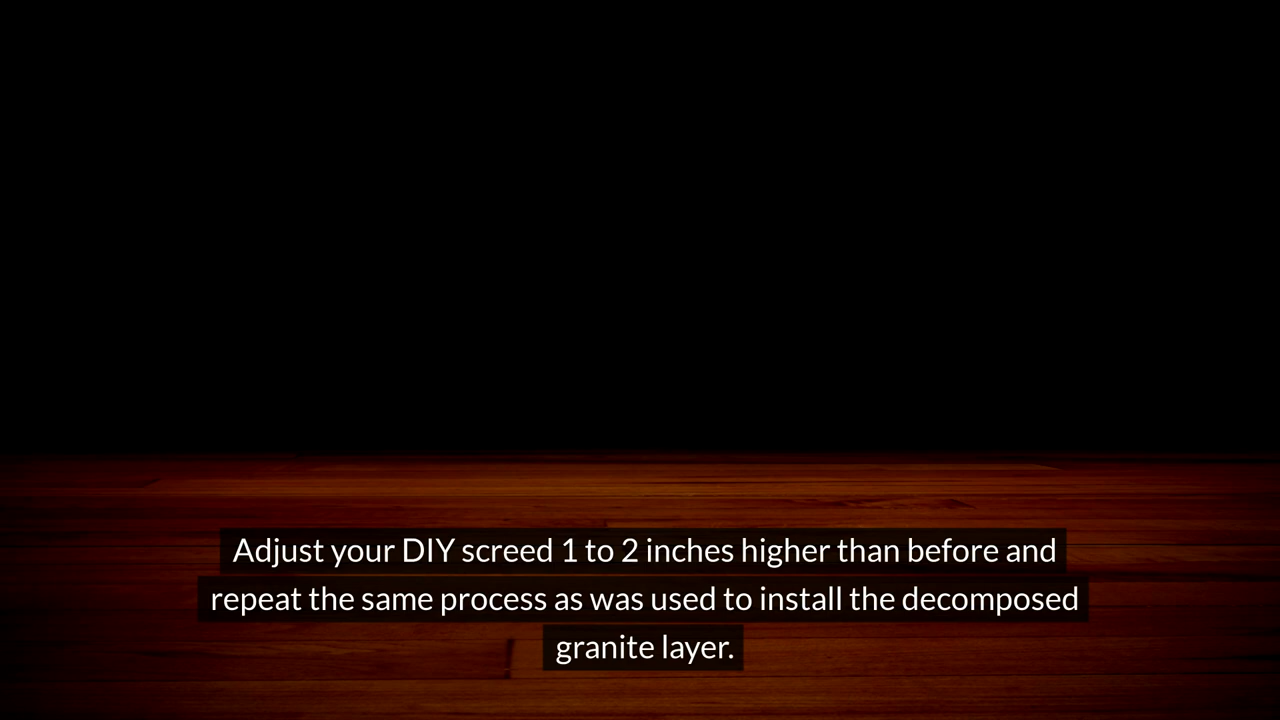 Adjust your DIY screed 1 to 2 inches higher than before and
repeat the same process as was used to install the decomposed
granite layer.